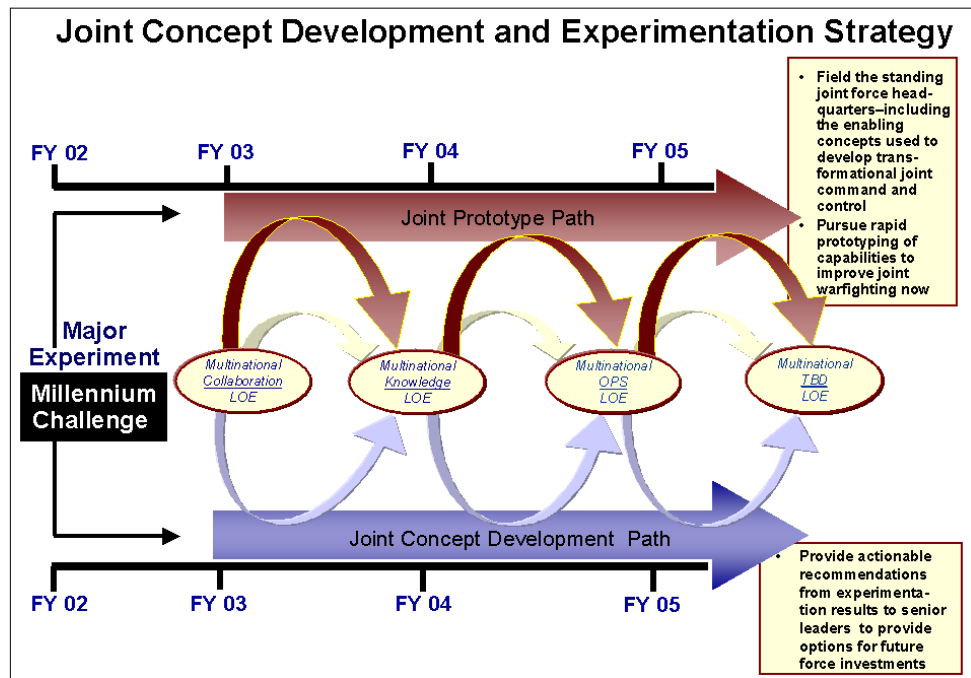 Joint Concept Development and Experimentation Strategy
• Field the standing
joint force head-
quarters–including
the enabling
concepts used to
develop trans-
formational joint
command and
control
• Pursue rapid
prototyping of
capabilities to
improve joint
warfighting now
FY 02
FY 03
FY 04
FY 05
Joint Prototype Path
Major
Experiment
Millennium
Challenge
Multinational
Collaboration
LOE
Multinational
Knowledge
LOE
Multinational
OPS
LOE
Multinational
TBD
LOE
Joint Concept Development Path
FY 02
FY 03
FY 04
FY 05
• Provide actionable
recommendations
from experimenta-
tion results to senior
leaders to provide
options for future
force investments